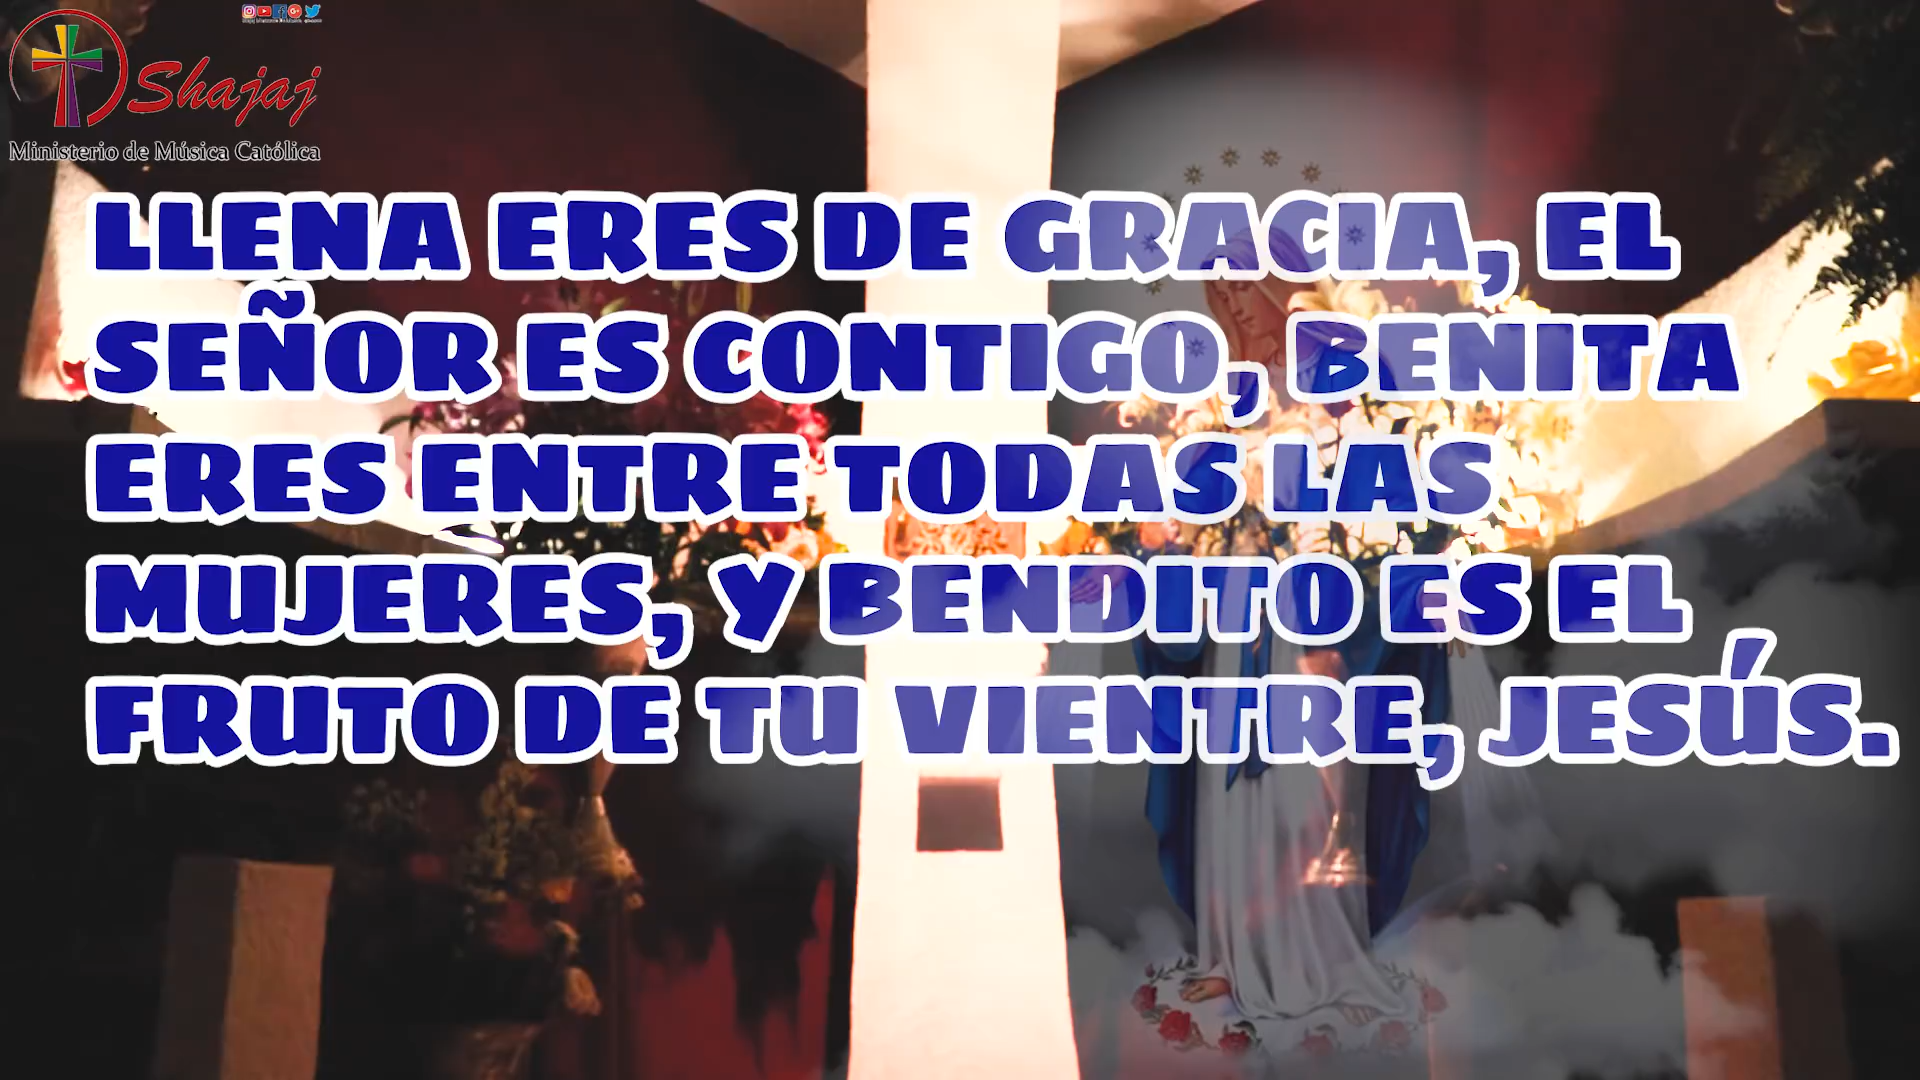 Shajaj
Ministerio de Música Católica
LLENA ERES DE GRACIA, EL
SEÑOR ES CONTIGO, BENITA
ERES ENTRE TODAS LAS
MUJERES, Y BENDITO ES EL
FRUTO DE TU VIENTRE, JESÚS.